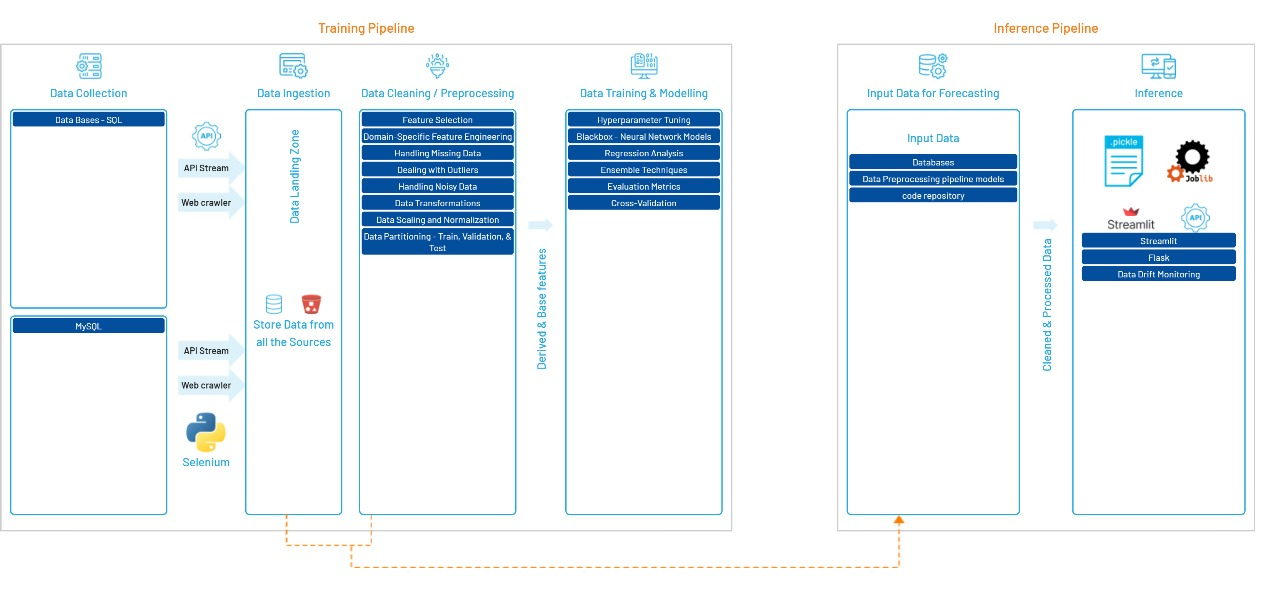 Training Pipeline
Inference Pipeline
Data Collection
Data Ingestion
Data Cleaning / Preprocessing
Data Training & Modelling
Input Data for Forecasting
Inference
Data Bases - SQL
API
API Stream
Web crawler
MySQL
API Stream
Web crawler
Selenium
Data Landing Zone
Store Data from
all the Sources
Feature Selection
Domain-Specific Feature Engineering
Handling Missing Data
Dealing with Outliers
Handling Noisy Data
Data Transformations
Data Scaling and Normalization
Data Partitioning - Train, Validation, &
Test
Derived & Base features
Hyperparameter Tuning
Blackbox - Neural Network Models
Regression Analysis
Ensemble Techniques
Evaluation Metrics
Cross-Validation
Input Data
Databases
Data Preprocessing pipeline models
code repository
Cleaned & Processed Data
.pickle
Joblib
Streamlit
API
Streamlit
Flask
Data Drift Monitoring